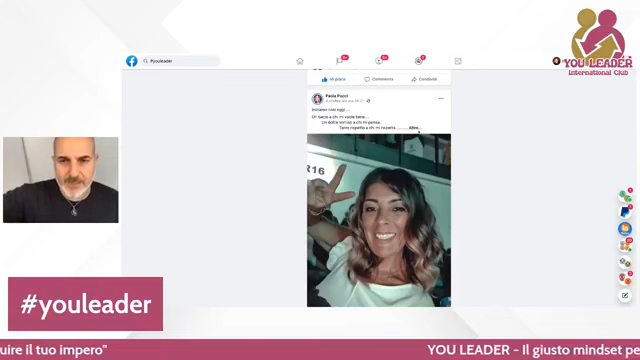 YOU LEADER
International Club
#youleader
Mi piace
Commenta
Condividi
Paola Pucci
Iniziamo così oggi....
Un bacio a chi mi vuole bene....
Un dolce sorriso a chi mi pensa..
Tanto rispetto a chi mi rispetta.......... Altro...
R16
#youleader
uire il tuo impero"
YOU LEADER - Il giusto mindset pe